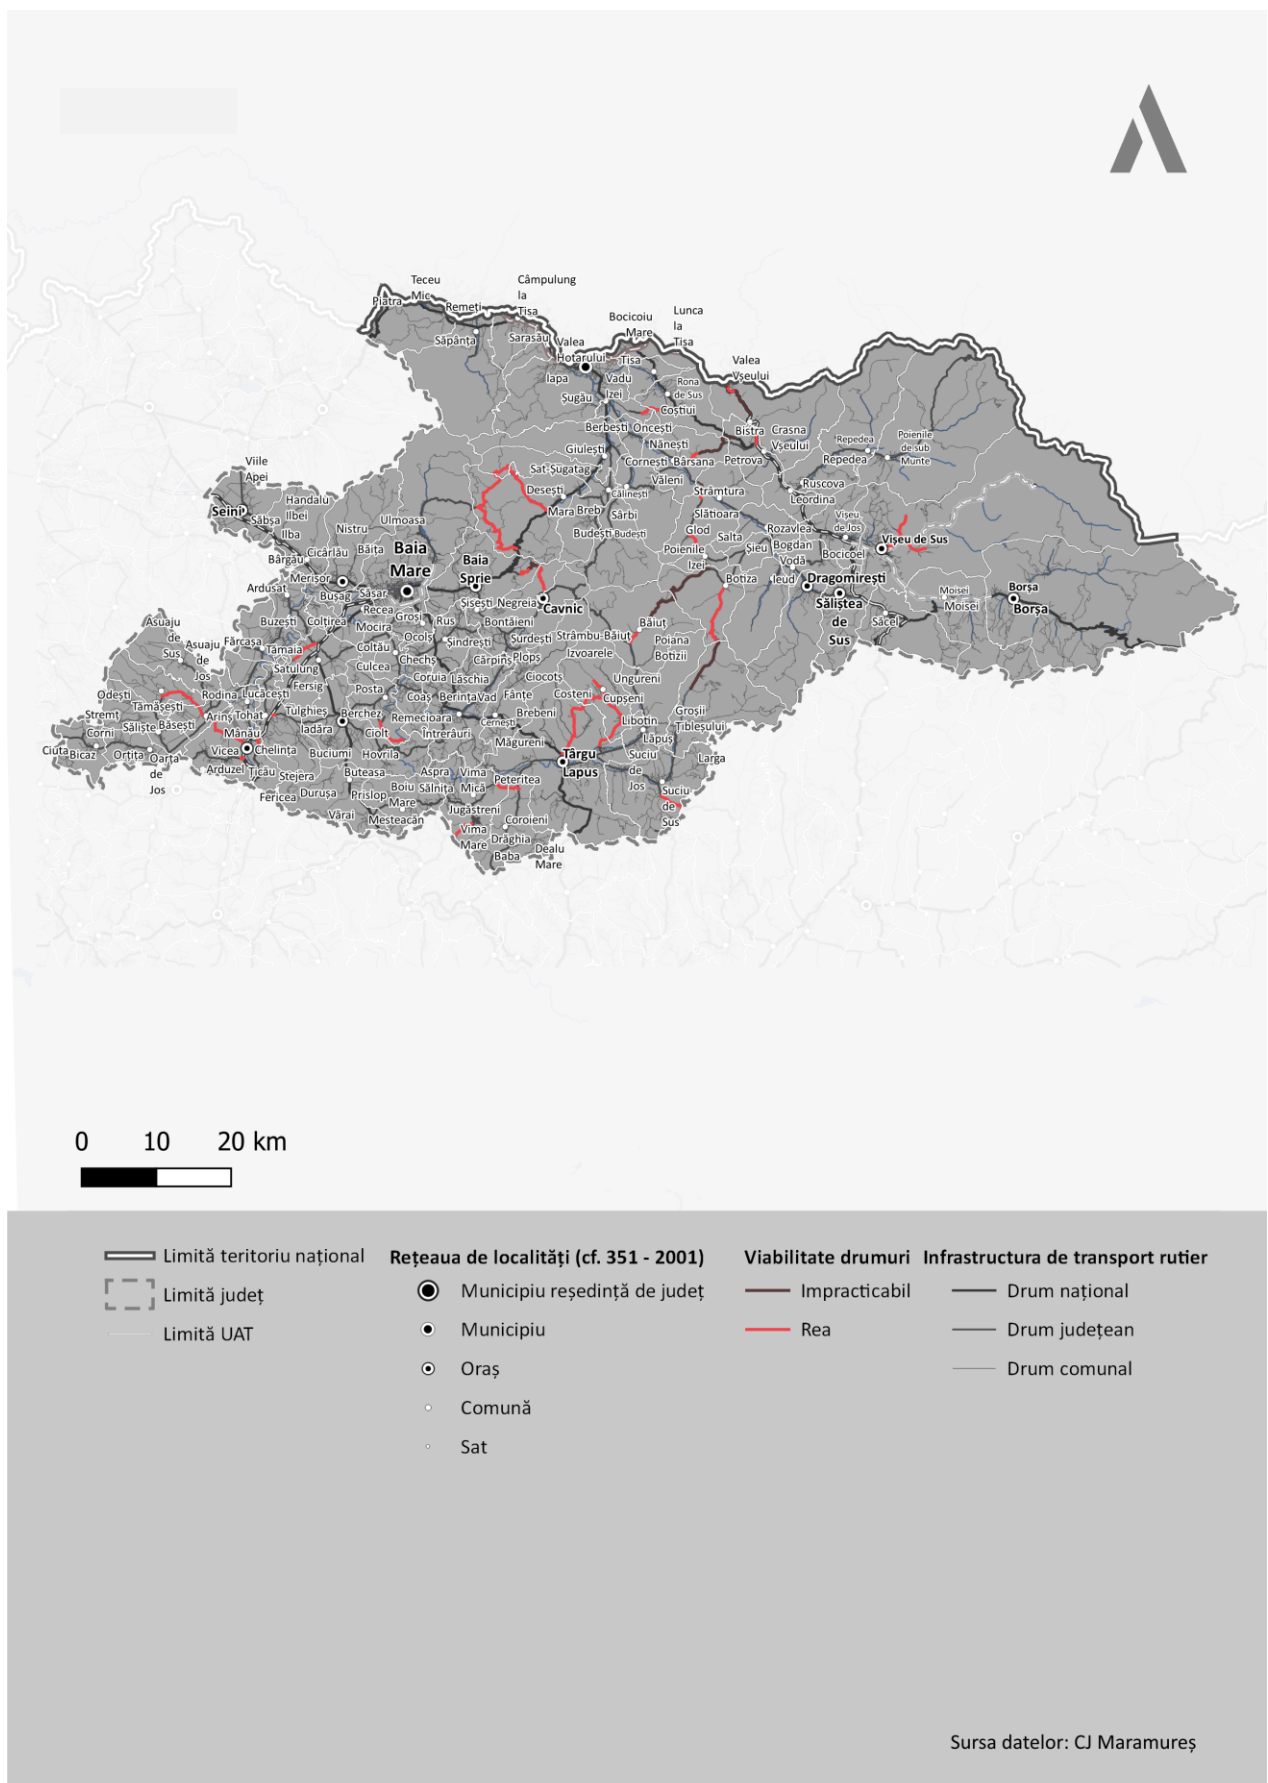 Teceu
Mic
Câmpulung
la
Tisa
Piatra
Remeți
Săpânța
Sarasău
Valea
Hotarului
Bocicoiu
Mare
Lunca
la
Tisa
Tisa
Iapa
Vadu
Izei
Rona
de Sus
Valea
Vișeului
Șugău
Coștiui
Berbești
Oncești
Bistra
Crasna
Vișeului
Nănești
Giulești
Cornești
Bârsana
Petrova
Repedea
Repedea
Poienile
de sub
Munte
Viile
Apei
Sat-Șugatag
Văleni
Ruscova
Desești
Călinești
Strâmtura
Leordina
Handalu
Ilbei
Seini
Săbșa
Ilba
Mara
Breb
Sârbi
Slătioara
Vișeu
de Jos
Ulmoasa
Nistru
Budești
Budești
Glod
Salta
Rozavlea
Vișeu de Sus
Bârgău
Cicârlău
Băița
Baia
Mare
Baia
Sprie
Poienile
Izei
Șieu
Bogdan
Vodă
Bocicoel
Merișor
Ardusat
Bușag
Săsar
Recea
Botiza
Ieud
Dragomirești
Săliștea
de
Sus
Moisei
Moisei
Borșa
Borșa
Șișești
Negreia
Cavnic
Buzești
Colțirea
Mocira
Groși
Rus
Bontăieni
Băiuț
Săcel
Asuaju
de
Sus
Asuaju
de
Jos
Fărcașa
Tămaia
Coltău
Ocoliș
Șindrești
Șurdești
Strâmbu-Băiuț
Izvoarele
Poiana
Botizii
Satulung
Culcea
Chechiș
Cărpiniș
Plopș
Fersig
Coruia
Lăschia
Ciocotș
Ungureni
Odești
Tămășești
Rodina
Lucăcești
Posta
Coaș
Berința
Vad
Fânțe
Costeni
Cupșeni
Stremț
Săliște
Băsești
Ariniș
Tohat
Tulghieș
Berchez
Remecioara
Cernești
Brebeni
Libotin
Groșii
Țibleșului
Corni
Mânău
Iadăra
Ciolt
Întrerâuri
Măgureni
Lăpuș
Ciuta
Bicaz
Orțița
Oarța
de
Jos
Vicea
Chelința
Buciumi
Hovrila
Târgu
Lapus
Suciu
de
Jos
Larga
Arduzel
Țicău
Stejera
Buteasa
Aspra
Vima
Mică
Peteritea
Fericea
Durușa
Prislop
Boiu
Mare
Sălnița
Suciu
de
Sus
Vărai
Mesteacăn
Jugăstreni
Vima
Mare
Coroieni
Drăghia
Baba
Dealu
Mare
0 10 20 km
Limită teritoriu național
Limită județ
Limită UAT
Rețeaua de localități (cf. 351 - 2001)
Municipiu reședință de județ
Municipiu
Oraș
Comună
Sat
Viabilitate drumuri
Impracticabil
Rea
Infrastructura de transport rutier
Drum național
Drum județean
Drum comunal
Sursa datelor: CJ Maramureș